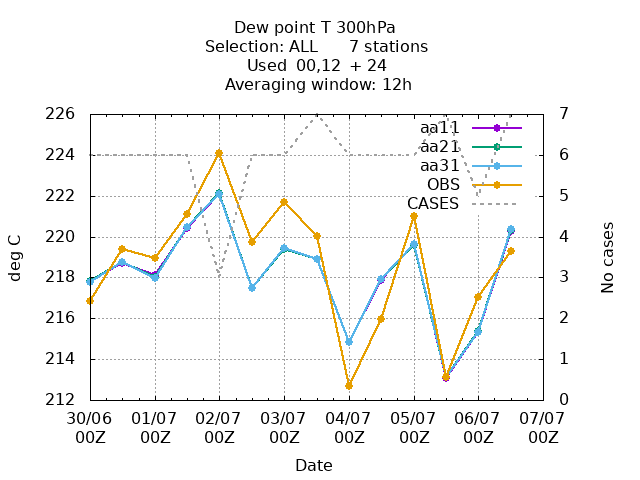 Dew point T 300hPa
Selection: ALL 7 stations
Used 00,12 + 24
Averaging window: 12h
226 7
224 6
222 5
220 4
218 3
216 2
214 1
212 0
aa11
aa21
aa31
OBS
CASES
deg C
No cases
30/06 01/07 02/07 03/07 04/07 05/07 06/07 07/07
00Z 00Z 00Z 00Z 00Z 00Z 00Z 00Z
Date